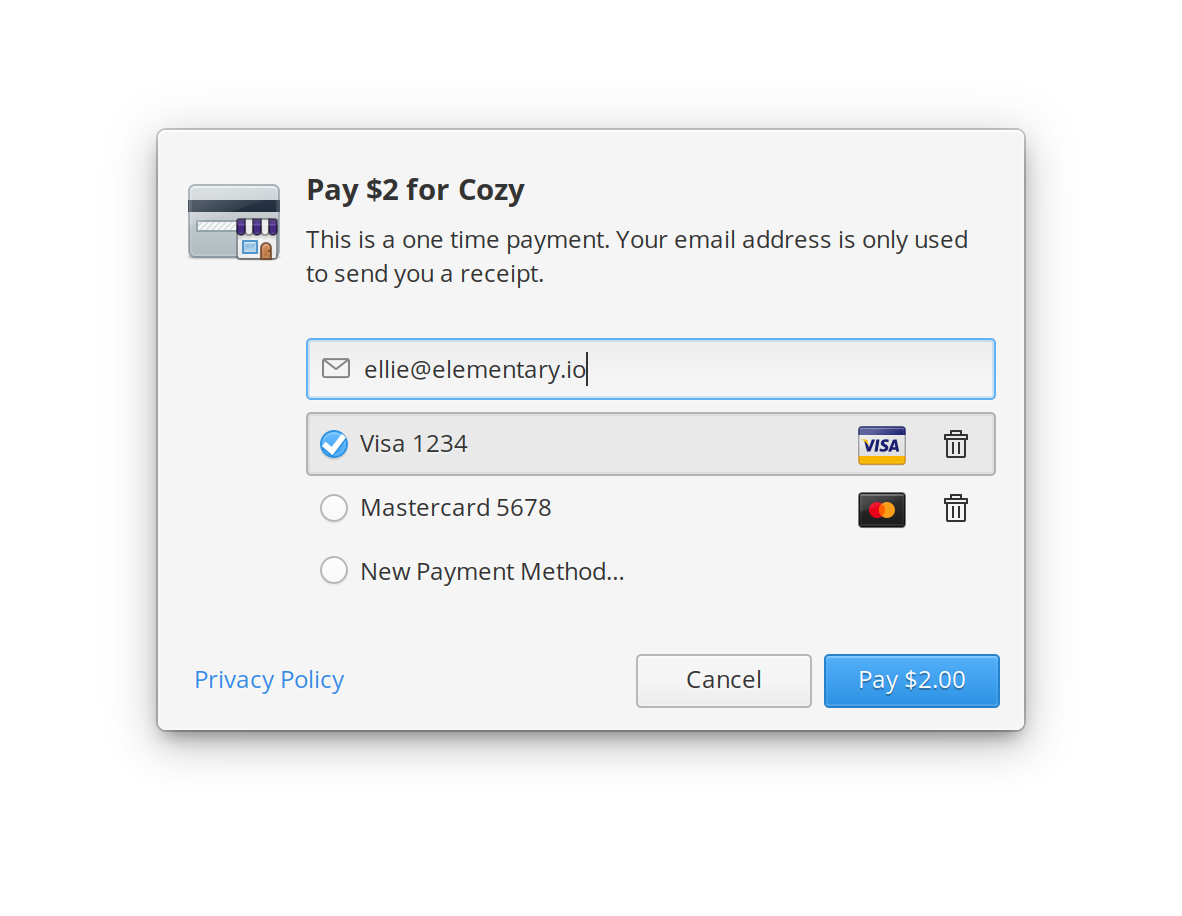 Pay $2 for Cozy
This is a one time payment. Your email address is only used
to send you a receipt.
ellie@elementary.io
Visa 1234 VISA
Mastercard 5678
New Payment Method...
Privacy Policy Cancel Pay $2.00